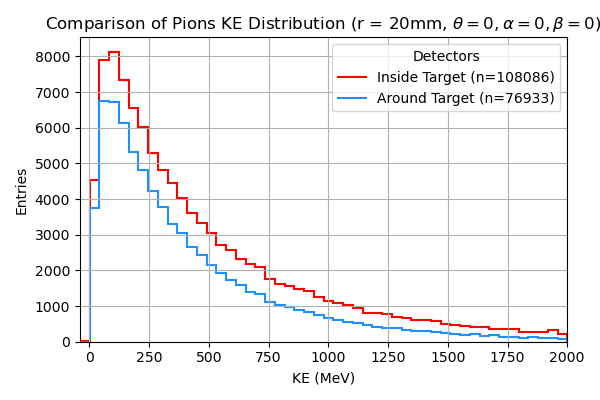 Comparison of Pions KE Distribution (r = 20mm, θ = 0, α = 0, β = 0)
Detectors
Inside Target (n=108086)
Around Target (n=76933)
Entries
8000
7000
6000
5000
4000
3000
2000
1000
0
0 250 500 750 1000 1250 1500 1750 2000
KE (MeV)